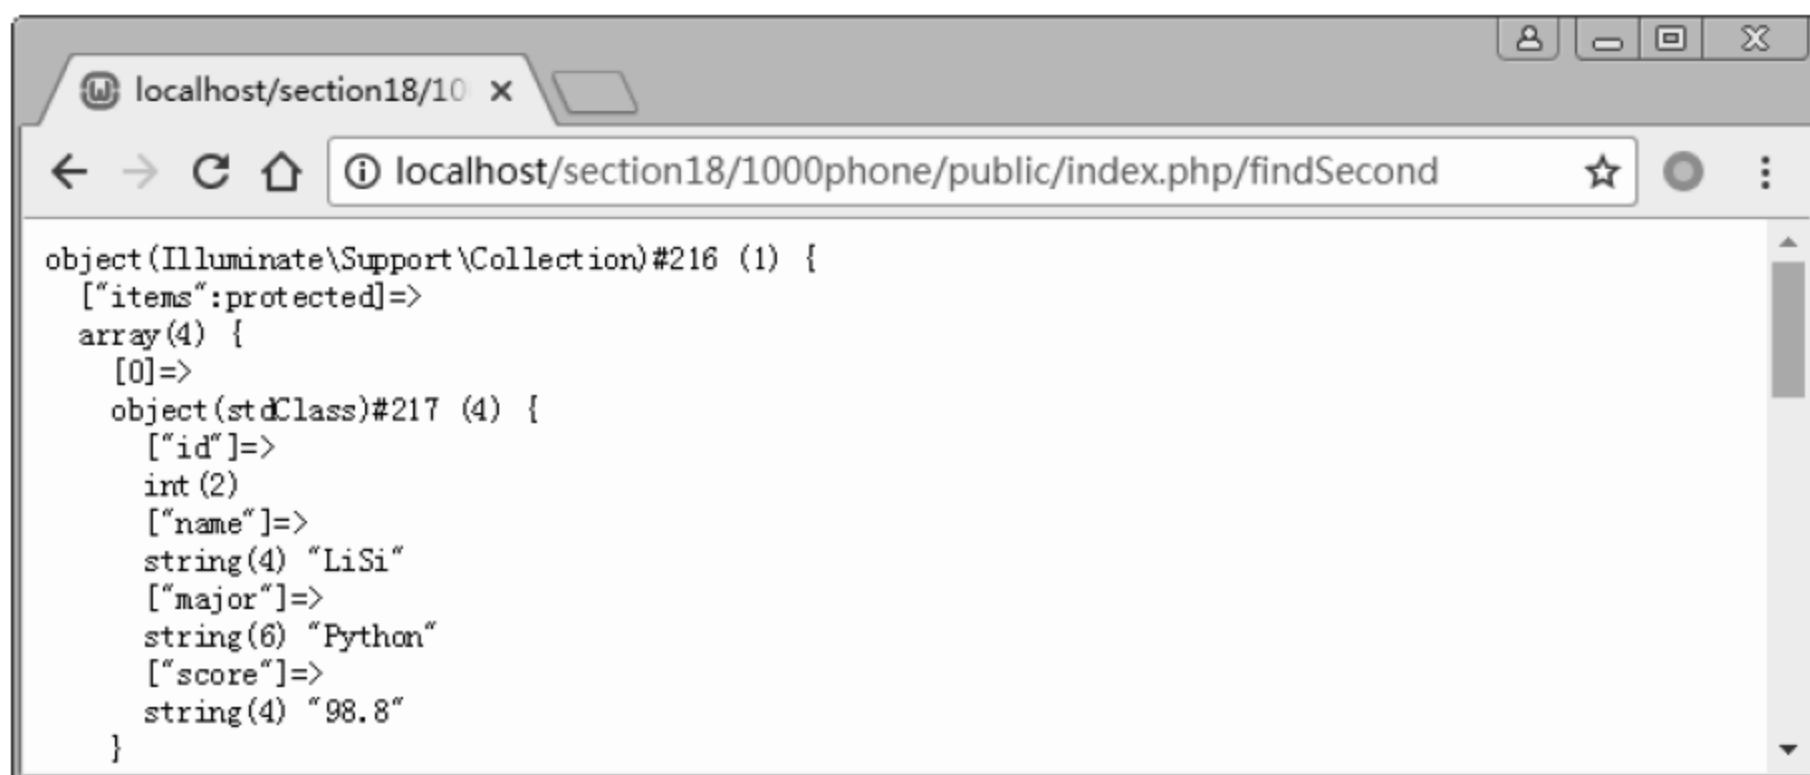 localhost/section18/10
localhost/section18/1000phone/public/index.php/findSecond
object(Illuminate\Support\Collection)#216 (1) {
  ["items":protected]=>
  array(4) {
    [0]=>
    object(stdClass)#217 (4) {
      ["id"]=>
      int(2)
      ["name"]=>
      string(4) "LiSi"
      ["major"]=>
      string(6) "Python"
      ["score"]=>
      string(4) "98.8"
    }